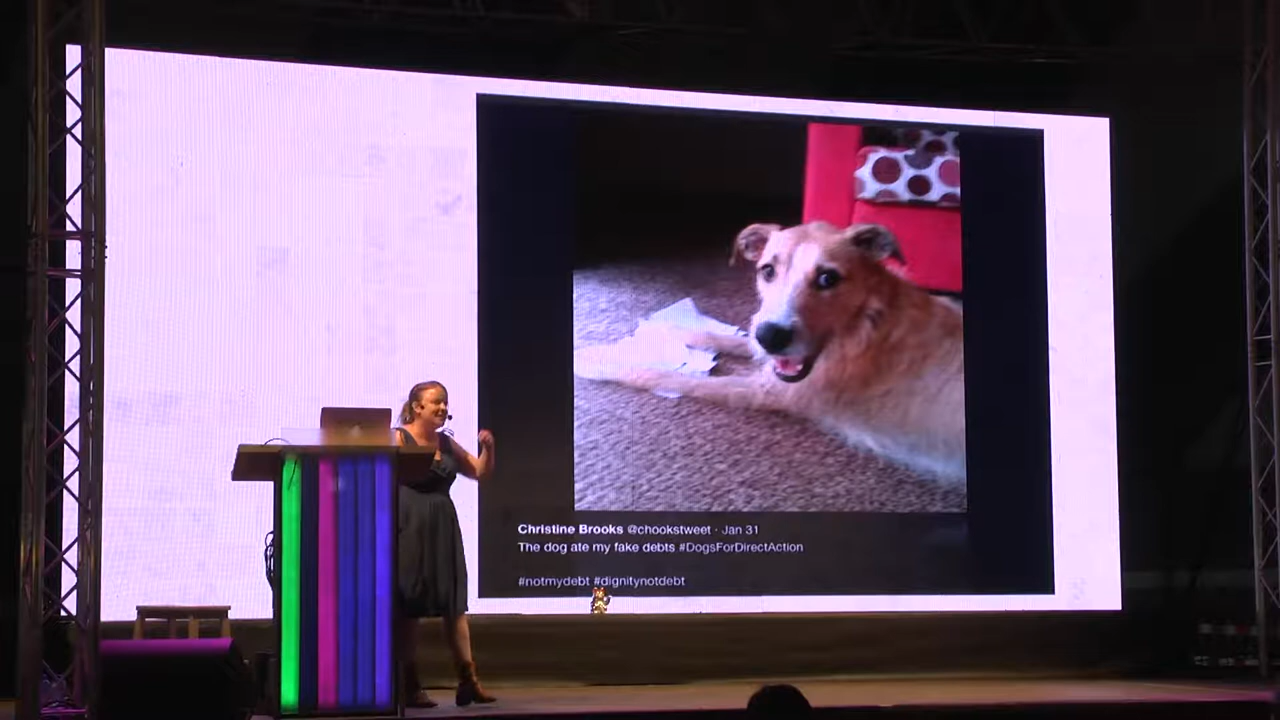 Christine Brooks @chookstweet · Jan 31
The dog ate my fake debts #DogsForDirectAction
#notmydebt #dignitynotdebt